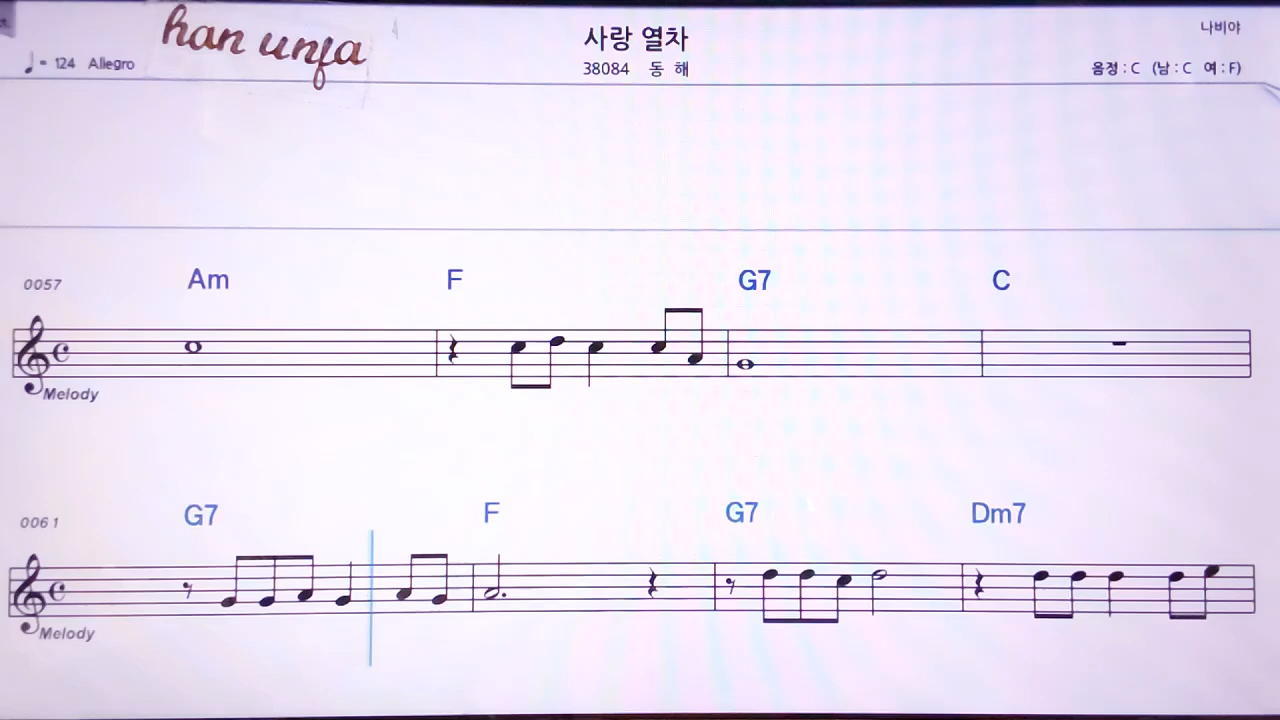 han unfa
사랑 열차
나비야
= 124 Allegro
38084 동 해
음정 : C (남 : C 여 : F)
0057 Am F G7 C
Melody
0061 G7 F G7 Dm7
Melody